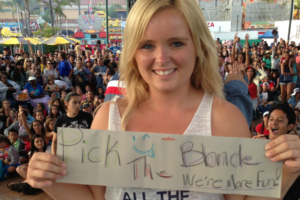 Pick
The Blonde
We're More Fun!
ALL THE